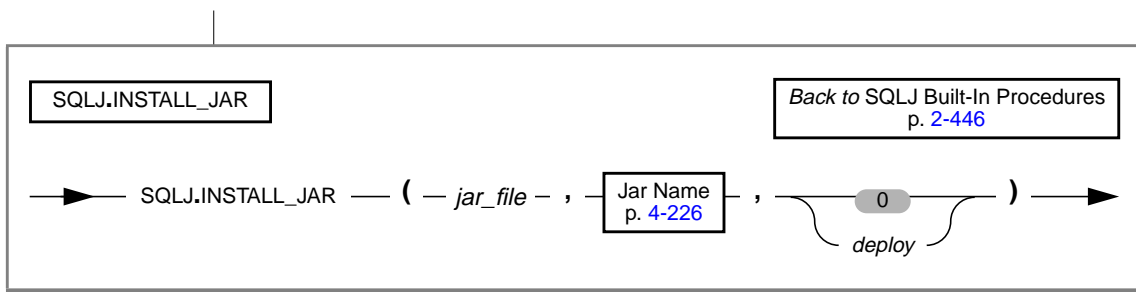 SQLJ.INSTALL_JAR
Back to SQLJ Built-In Procedures
p. 2-446
SQLJ.INSTALL_JAR ( jar_file , Jar Name , 0 )
p. 4-226
deploy